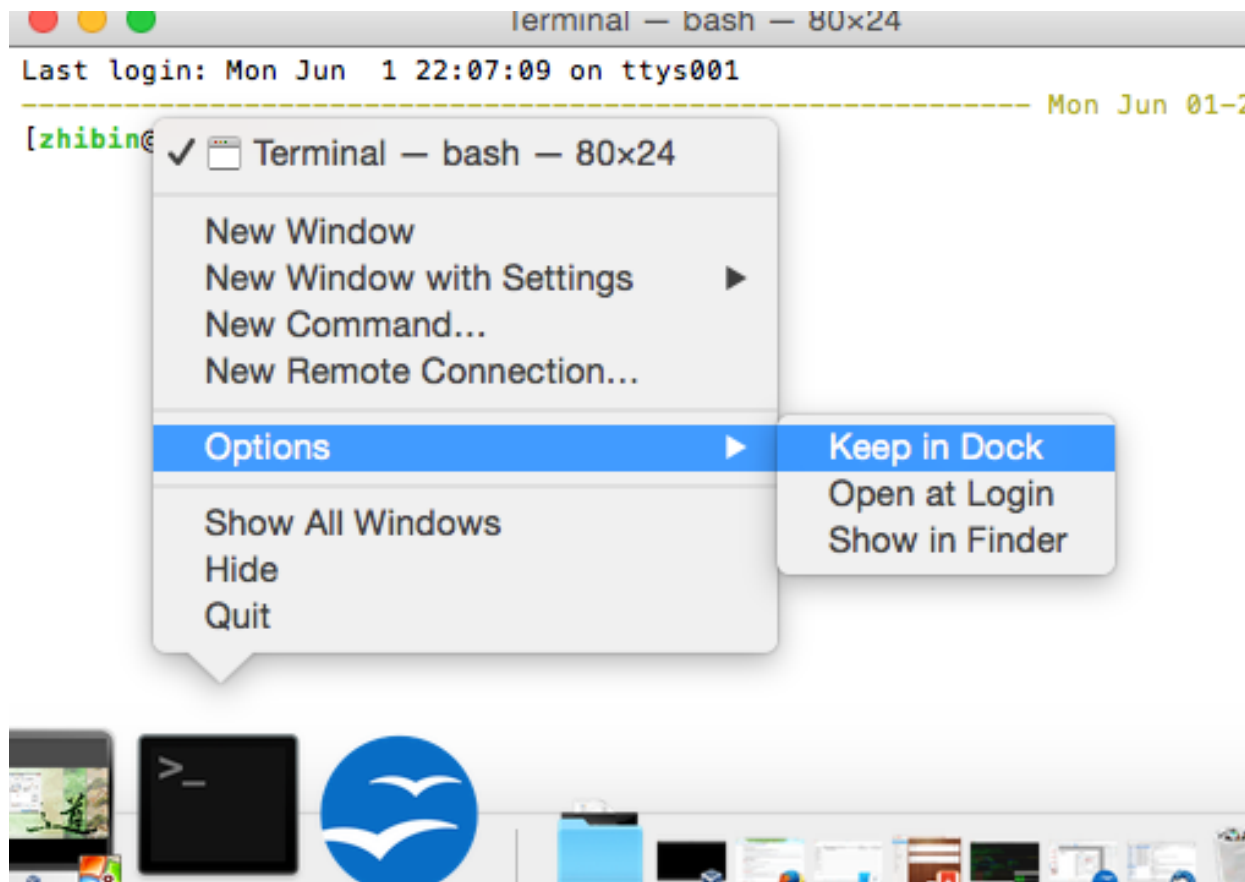 Terminal — bash — 80×24
Last login: Mon Jun  1 22:07:09 on ttys001
---------------------------------------------------------- Mon Jun 01-2
[zhibin@
✓ Terminal — bash — 80×24
New Window
New Window with Settings ▶
New Command...
New Remote Connection...
Options ▶
Keep in Dock
Open at Login
Show in Finder
Show All Windows
Hide
Quit
>_
道